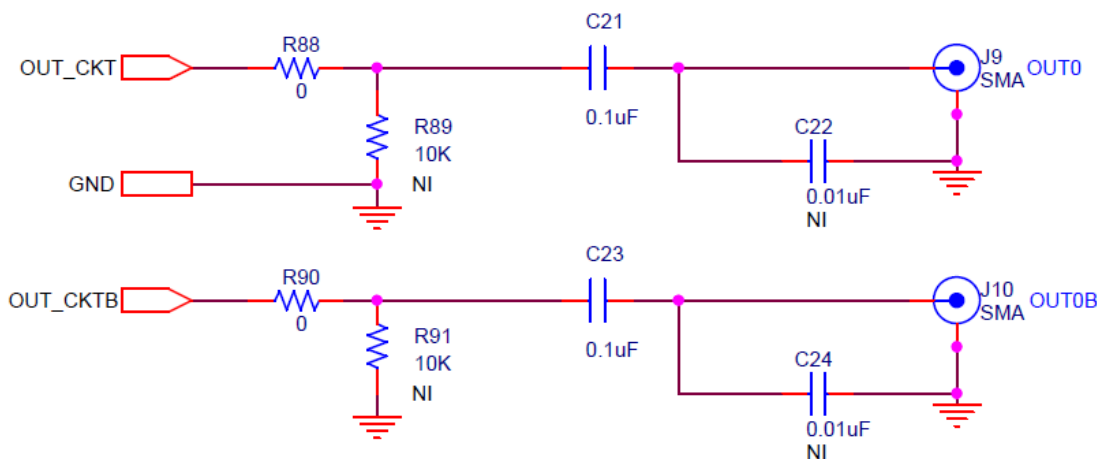 C21
R88
OUT_CKT
0
0.1uF
J9 OUT0
SMA
R89
10K
NI
C22
0.01uF
NI
GND
C23
R90
OUT_CKTB
0
0.1uF
J10 OUT0B
SMA
R91
10K
NI
C24
0.01uF
NI